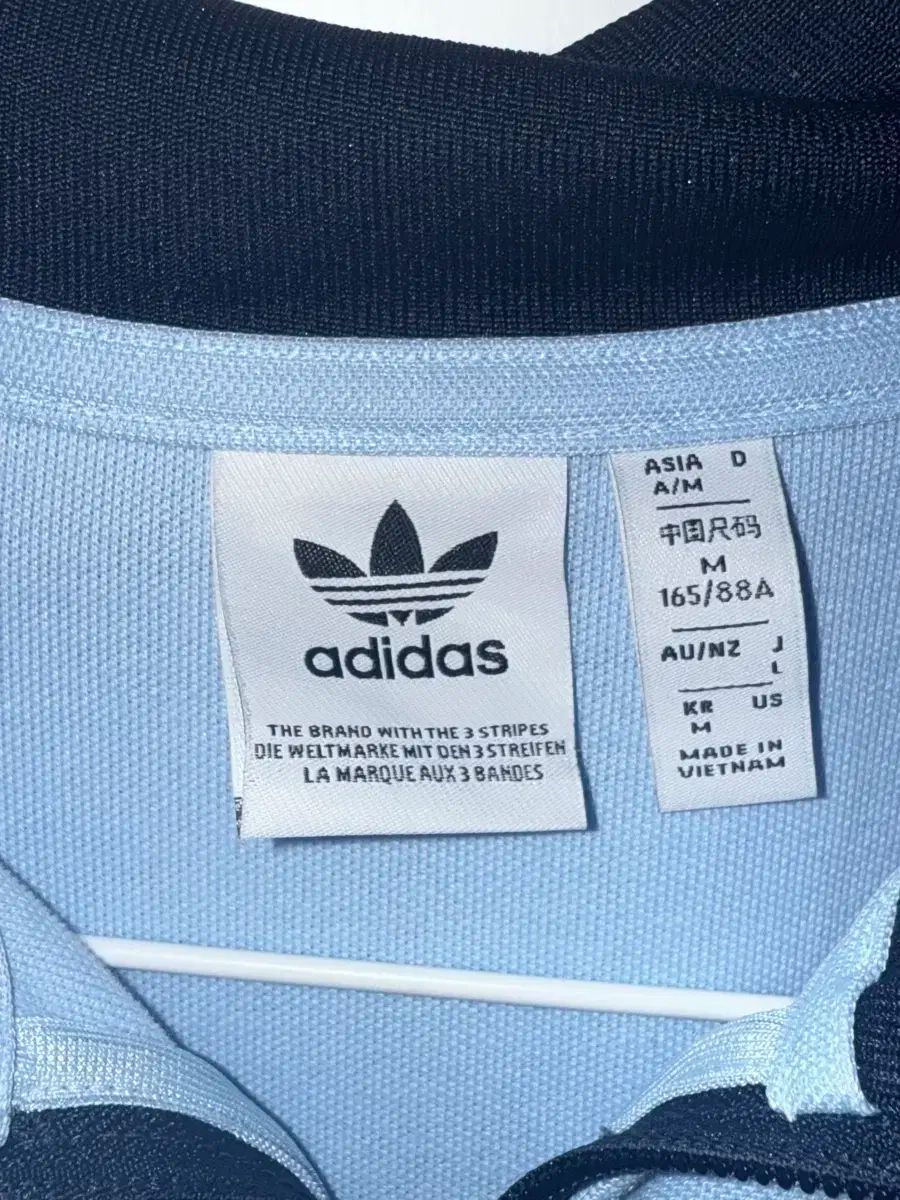 adidas
THE BRAND WITH THE 3 STRIPES
DIE WELTMARKE MIT DEN 3 STREIFEN
LA MARQUE AUX 3 BANDES
ASIA D
A/M
中国尺码
M
165/88A
AU/NZ J
L
KR US
M
MADE IN
VIETNAM